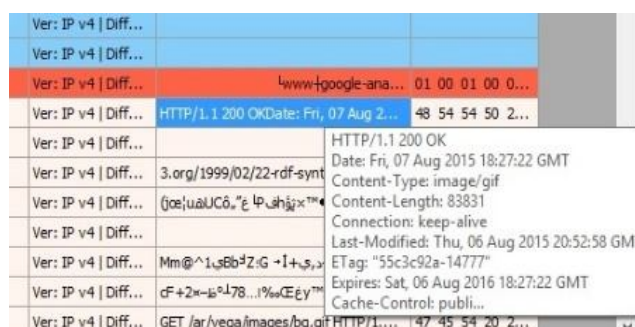 Ver: IP v4 | Diff...
Ver: IP v4 | Diff...
Ver: IP v4 | Diff... www google-ana... 01 00 01 00 0...
Ver: IP v4 | Diff... HTTP/1.1 200 OKDate: Fri, 07 Aug 2... 48 54 54 50 2...
Ver: IP v4 | Diff...
Ver: IP v4 | Diff... 3.org/1999/02/22-rdf-synt
Ver: IP v4 | Diff...
Ver: IP v4 | Diff...
Ver: IP v4 | Diff...
Ver: IP v4 | Diff...
Ver: IP v4 | Diff... GET /ar/vega/images/bg.gif HTTP/1.... 47 45 54 20 2...
HTTP/1.1 200 OK
Date: Fri, 07 Aug 2015 18:27:22 GMT
Content-Type: image/gif
Content-Length: 83831
Connection: keep-alive
Last-Modified: Thu, 06 Aug 2015 20:52:58 GM
ETag: "55c3c92a-14777"
Expires: Sat, 06 Aug 2016 18:27:22 GMT
Cache-Control: publi...